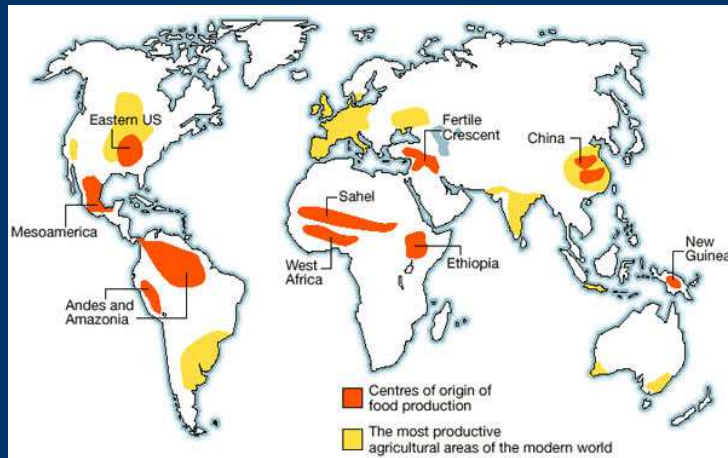 Eastern US
Fertile
Crescent
China
Sahel
Mesoamerica
West
Africa
Ethiopia
New
Guinea
Andes and
Amazonia
Centres of origin of
food production
The most productive
agricultural areas of the modern world